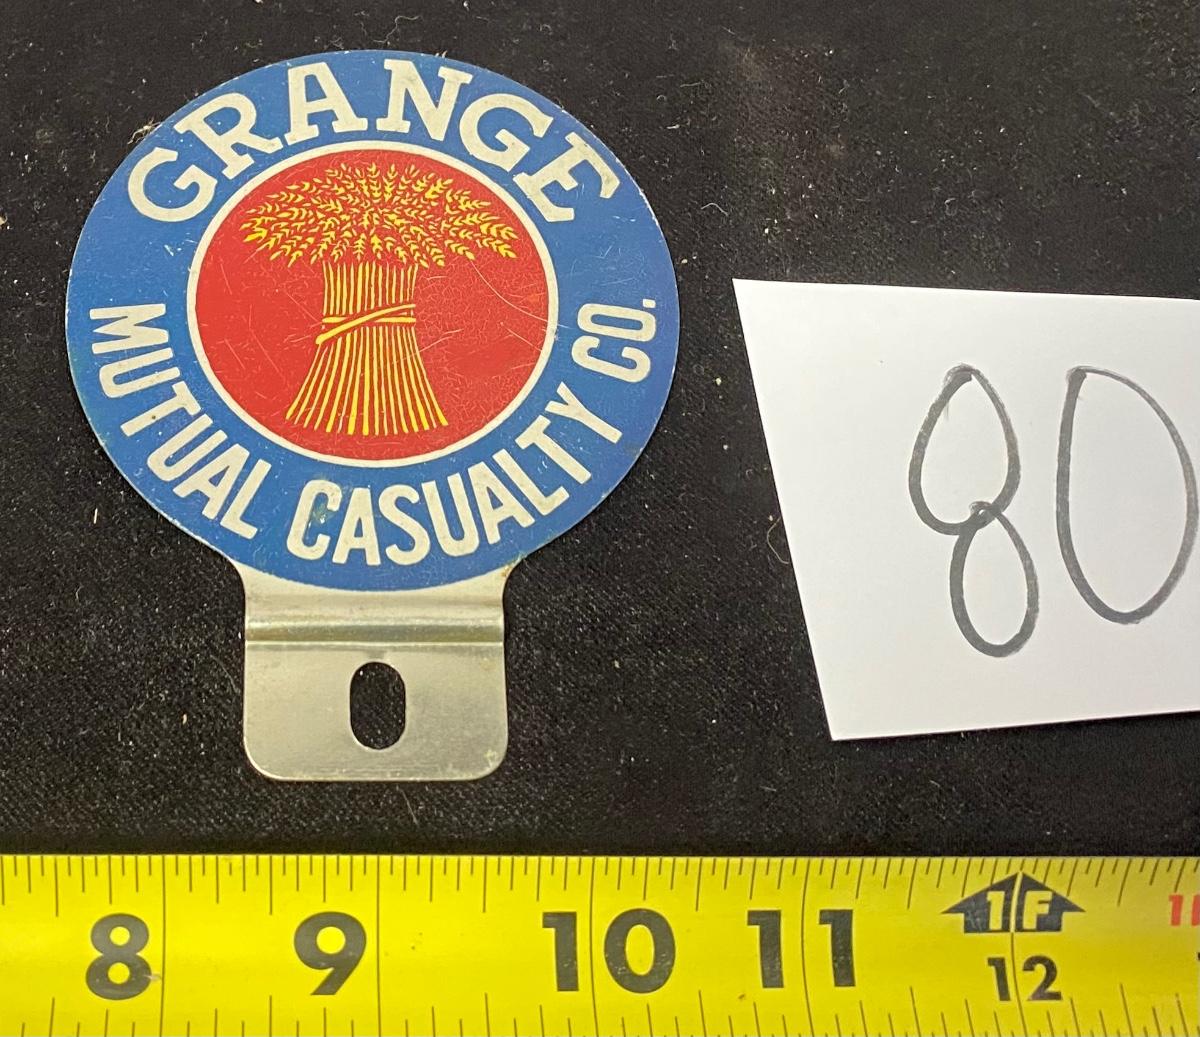 GRANGE
MUTUAL CASUALTY CO.
80
8 9 10 11 12
1F